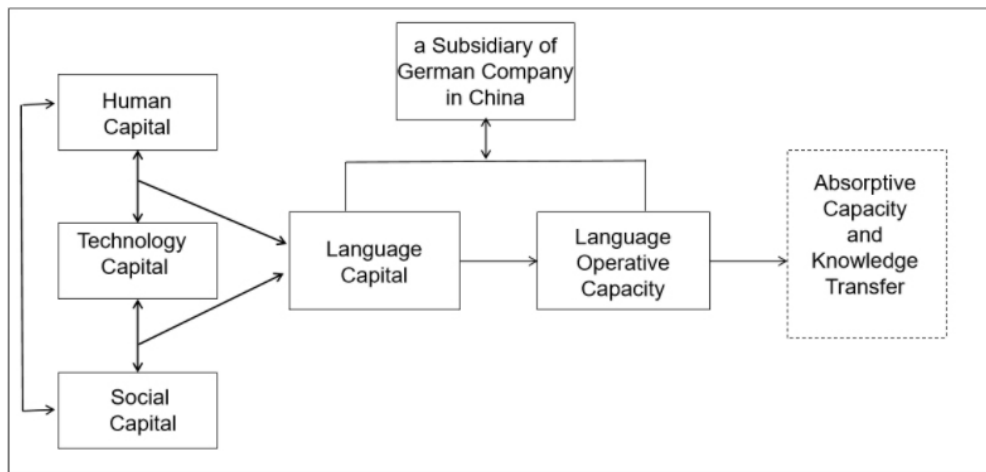 a Subsidiary of
German Company
in China
Human
Capital
Technology
Capital
Social
Capital
Language
Capital
Language
Operative
Capacity
Absorptive
Capacity
and
Knowledge
Transfer